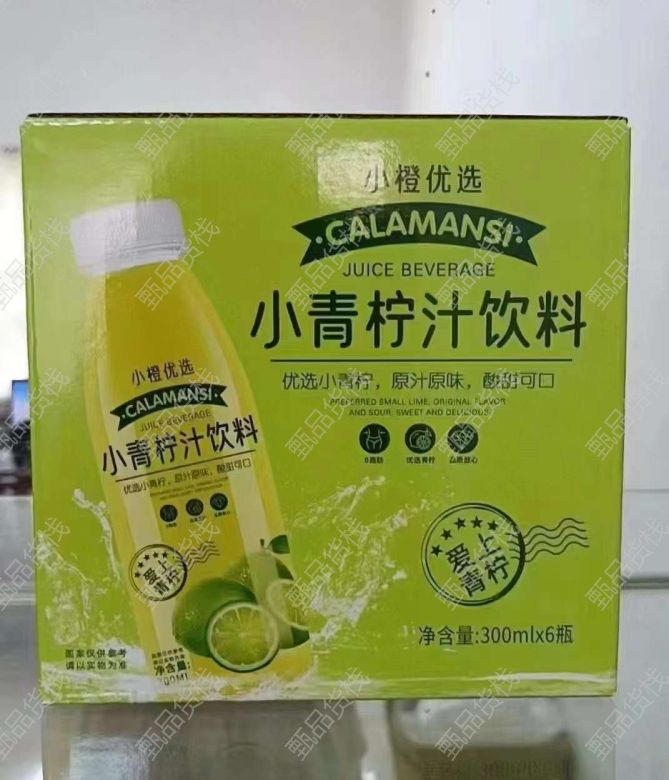 小橙优选
·CALAMANSI·
JUICE BEVERAGE
小青柠汁饮料
优选小青柠，原汁原味，酸甜可口
PREFERRED SMALL LIME, ORIGINAL FLAVOR
AND SOUR, SWEET AND DELICIOUS
0脂肪 优选青柠
爱上
青柠
净含量:300mlx6瓶
小橙优选
·CALAMANSI·
JUICE BEVERAGE
小青柠汁饮料
优选小青柠，原汁原味，酸甜可口
爱上
青柠
净含量:
300ML
图案仅供参考
请以实物为准
甄品货栈